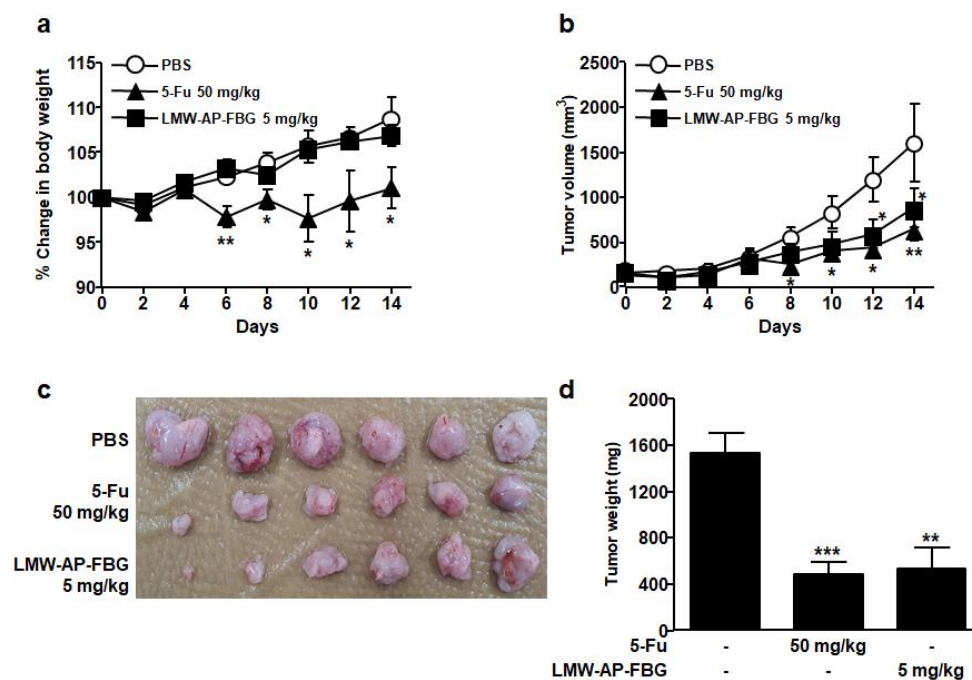 a
% Change in body weight
115
110
105
100
95
90
PBS
5-Fu 50 mg/kg
LMW-AP-FBG 5 mg/kg
**
*
*
*
*
0 2 4 6 8 10 12 14
Days
b
Tumor volume (mm3)
2500
2000
1500
1000
500
0
PBS
5-Fu 50 mg/kg
LMW-AP-FBG 5 mg/kg
*
*
*
*
*
**
0 2 4 6 8 10 12 14
Days
c
PBS
5-Fu
50 mg/kg
LMW-AP-FBG
5 mg/kg
d
Tumor weight (mg)
2000
1600
1200
800
400
0
***
**
5-Fu - 50 mg/kg -
LMW-AP-FBG - - 5 mg/kg